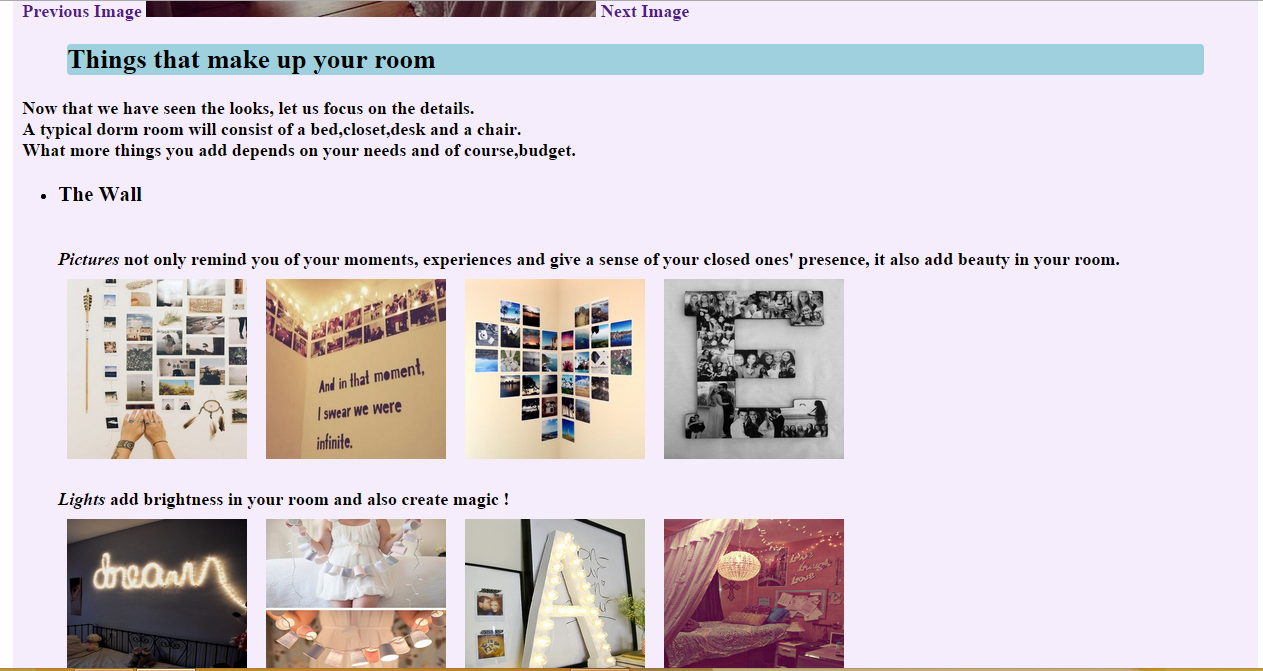 Previous Image Next Image
Things that make up your room
Now that we have seen the looks, let us focus on the details.
A typical dorm room will consist of a bed,closet,desk and a chair.
What more things you add depends on your needs and of course,budget.
The Wall
Pictures not only remind you of your moments, experiences and give a sense of your closed ones' presence, it also add beauty in your room.
And in that moment,
I swear we were
infinite.
E
Lights add brightness in your room and also create magic !
dream
A